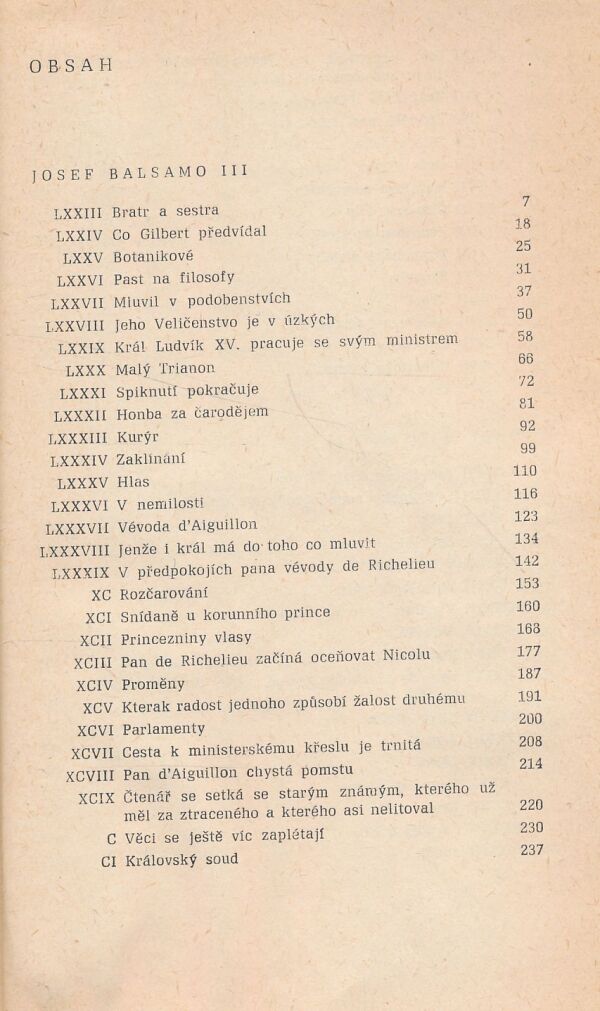 OBSAH
JOSEF BALSAMO III
LXXIII Bratr a sestra 7
LXXIV Co Gilbert předvídal 18
LXXV Botanikové 25
LXXVI Past na filosofy 31
LXXVII Mluvil v podobenstvích 37
LXXVIII Jeho Veličenstvo je v úzkých 50
LXXIX Král Ludvík XV. pracuje se svým ministrem 58
LXXX Malý Trianon 66
LXXXI Spiknutí pokračuje 72
LXXXII Honba za čarodějem 81
LXXXIII Kurýr 92
LXXXIV Zaklínání 99
LXXXV Hlas 110
LXXXVI V nemilosti 116
LXXXVII Vévoda d'Aiguillon 123
LXXXVIII Jenže i král má do toho co mluvit 134
LXXXIX V předpokojích pana vévody de Richelieu 142
XC Rozčarování 153
XCI Snídaně u korunního prince 160
XCII Princezniny vlasy 168
XCIII Pan de Richelieu začíná oceňovat Nicolu 177
XCIV Proměny 187
XCV Kterak radost jednoho způsobí žalost druhému 191
XCVI Parlamenty 200
XCVII Cesta k ministerskému křeslu je trnitá 208
XCVIII Pan d'Aiguillon chystá pomstu 214
XCIX Čtenář se setká se starým známým, kterého už
měl za ztraceného a kterého asi nelitoval 220
C Věci se ještě víc zaplétají 230
CI Královský soud 237